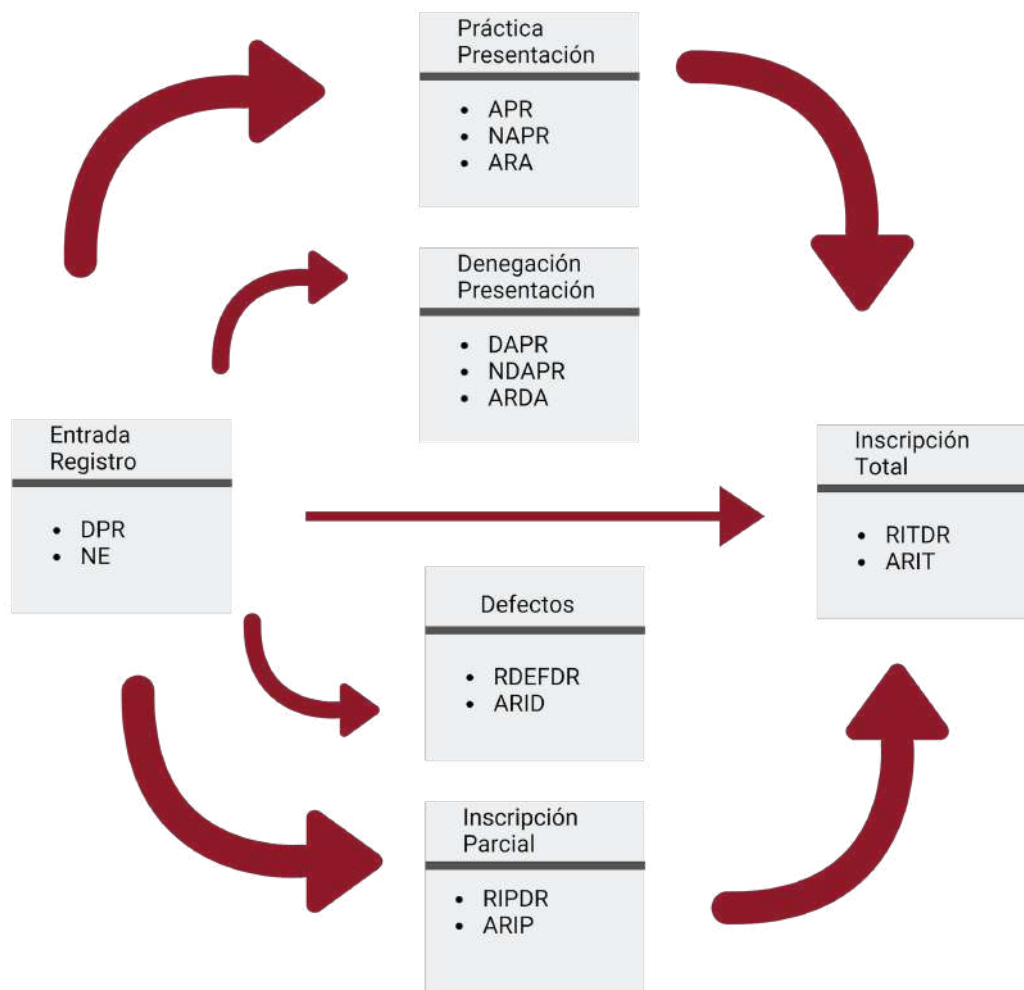 Práctica
Presentación
• APR
• NAPR
• ARA
Denegación
Presentación
• DAPR
• NDAPR
• ARDA
Entrada
Registro
• DPR
• NE
Inscripción
Total
• RITDR
• ARIT
Defectos
• RDEFDR
• ARID
Inscripción
Parcial
• RIPDR
• ARIP